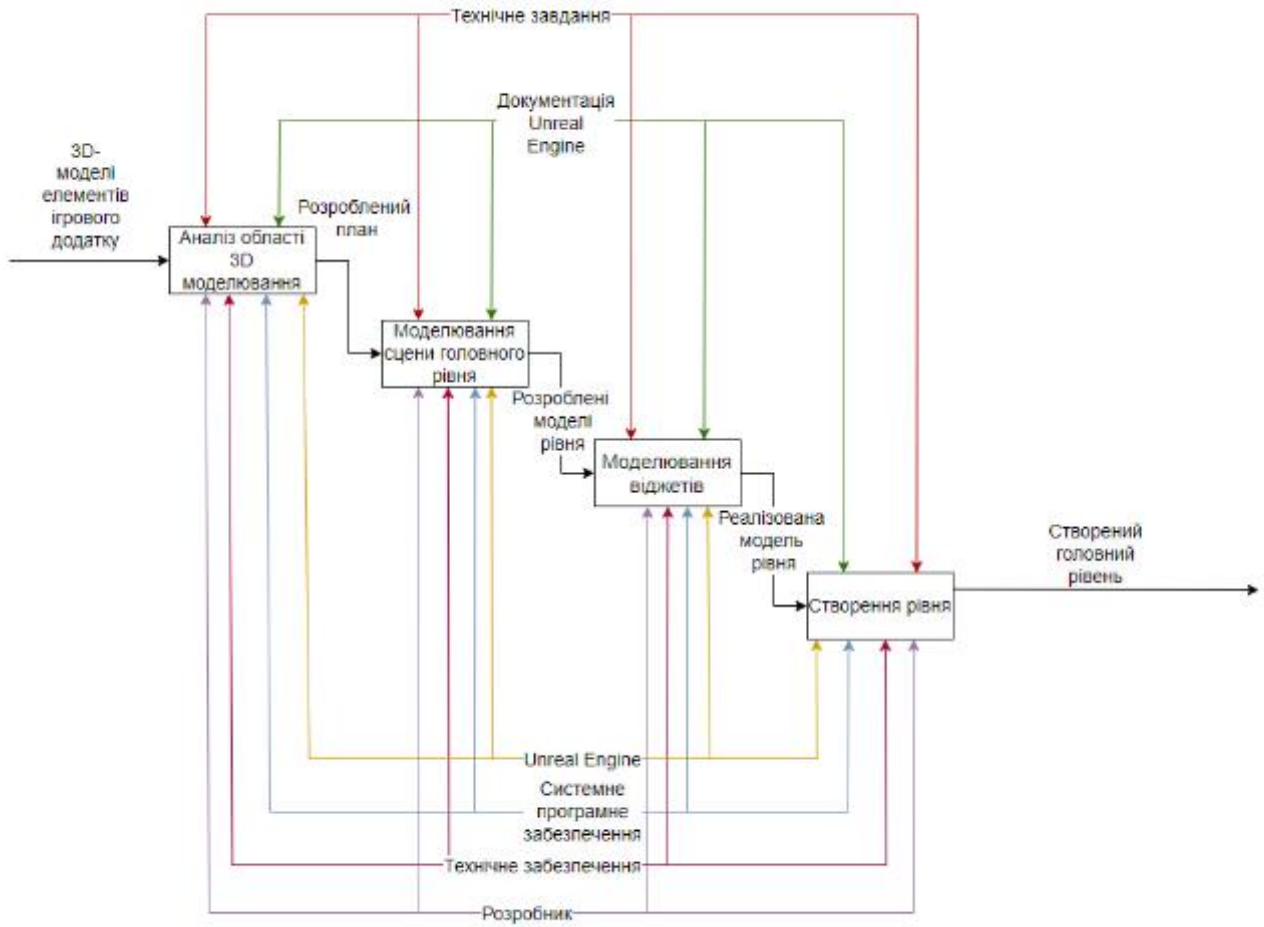 Технічне завдання
Документація
Unreal
Engine
3D-
моделі
елементів
ігрового
додатку
Розроблений
план
Аналіз області
3D
моделювання
Моделювання
сцени головного
рівня
Розроблені
моделі
рівня
Моделювання
віджетів
Реалізована
модель
рівня
Створений
головний
рівень
Створення рівня
Unreal Engine
Системне
програмне
забезпечення
Технічне забезпечення
Розробник